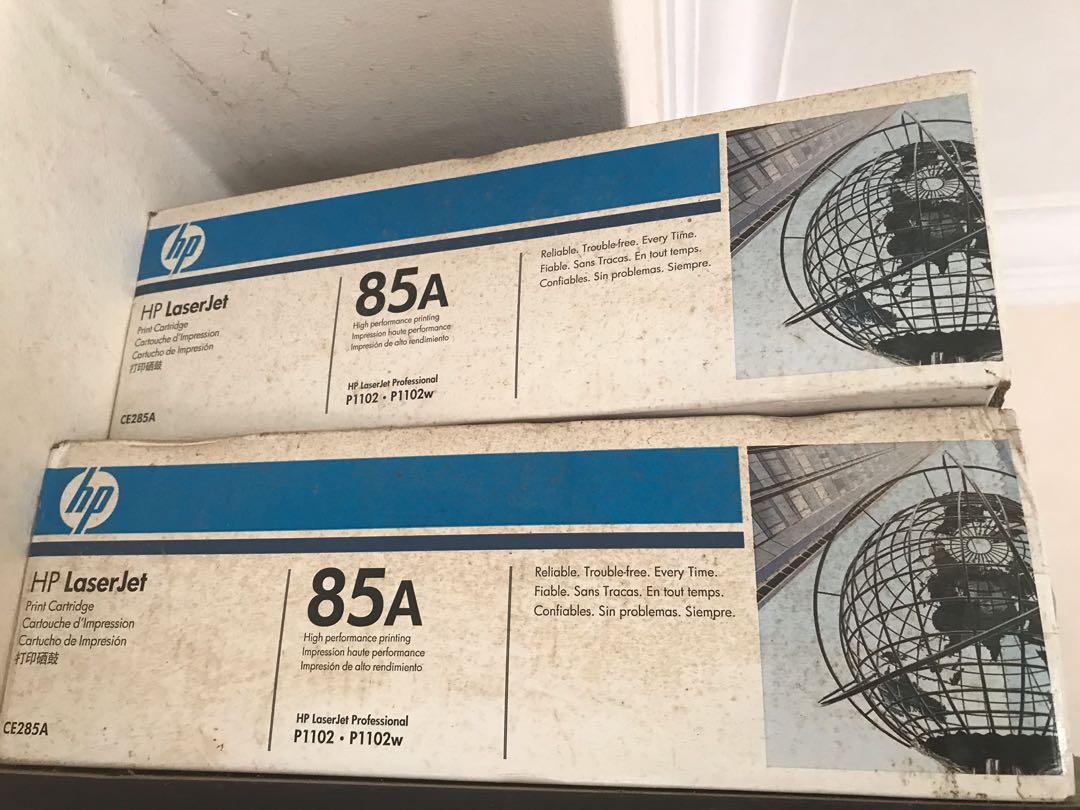 hp
HP LaserJet
Print Cartridge
Cartouche d'Impression
Cartucho de Impresión
打印硒鼓
CE285A
85A
High performance printing
Impression haute performance
Impresión de alto rendimiento
HP LaserJet Professional
P1102 • P1102w
Reliable. Trouble-free. Every Time.
Fiable. Sans Tracas. En tout temps.
Confiables. Sin problemas. Siempre.
hp
HP LaserJet
Print Cartridge
Cartouche d'Impression
Cartucho de Impresión
打印硒鼓
CE285A
85A
High performance printing
Impression haute performance
Impresión de alto rendimiento
HP LaserJet Professional
P1102 • P1102w
Reliable. Trouble-free. Every Time.
Fiable. Sans Tracas. En tout temps.
Confiables. Sin problemas. Siempre.